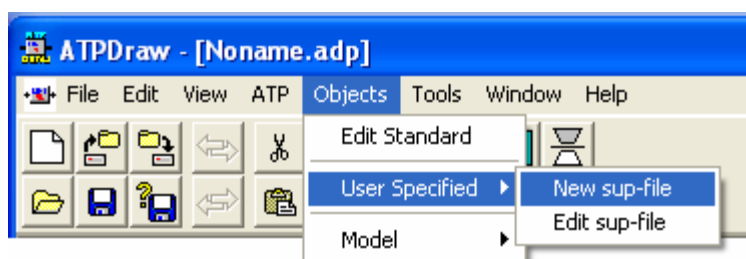 ATPDraw - [Noname.adp]
File Edit View ATP Objects Tools Window Help
Edit Standard
User Specified
New sup-file
Edit sup-file
Model